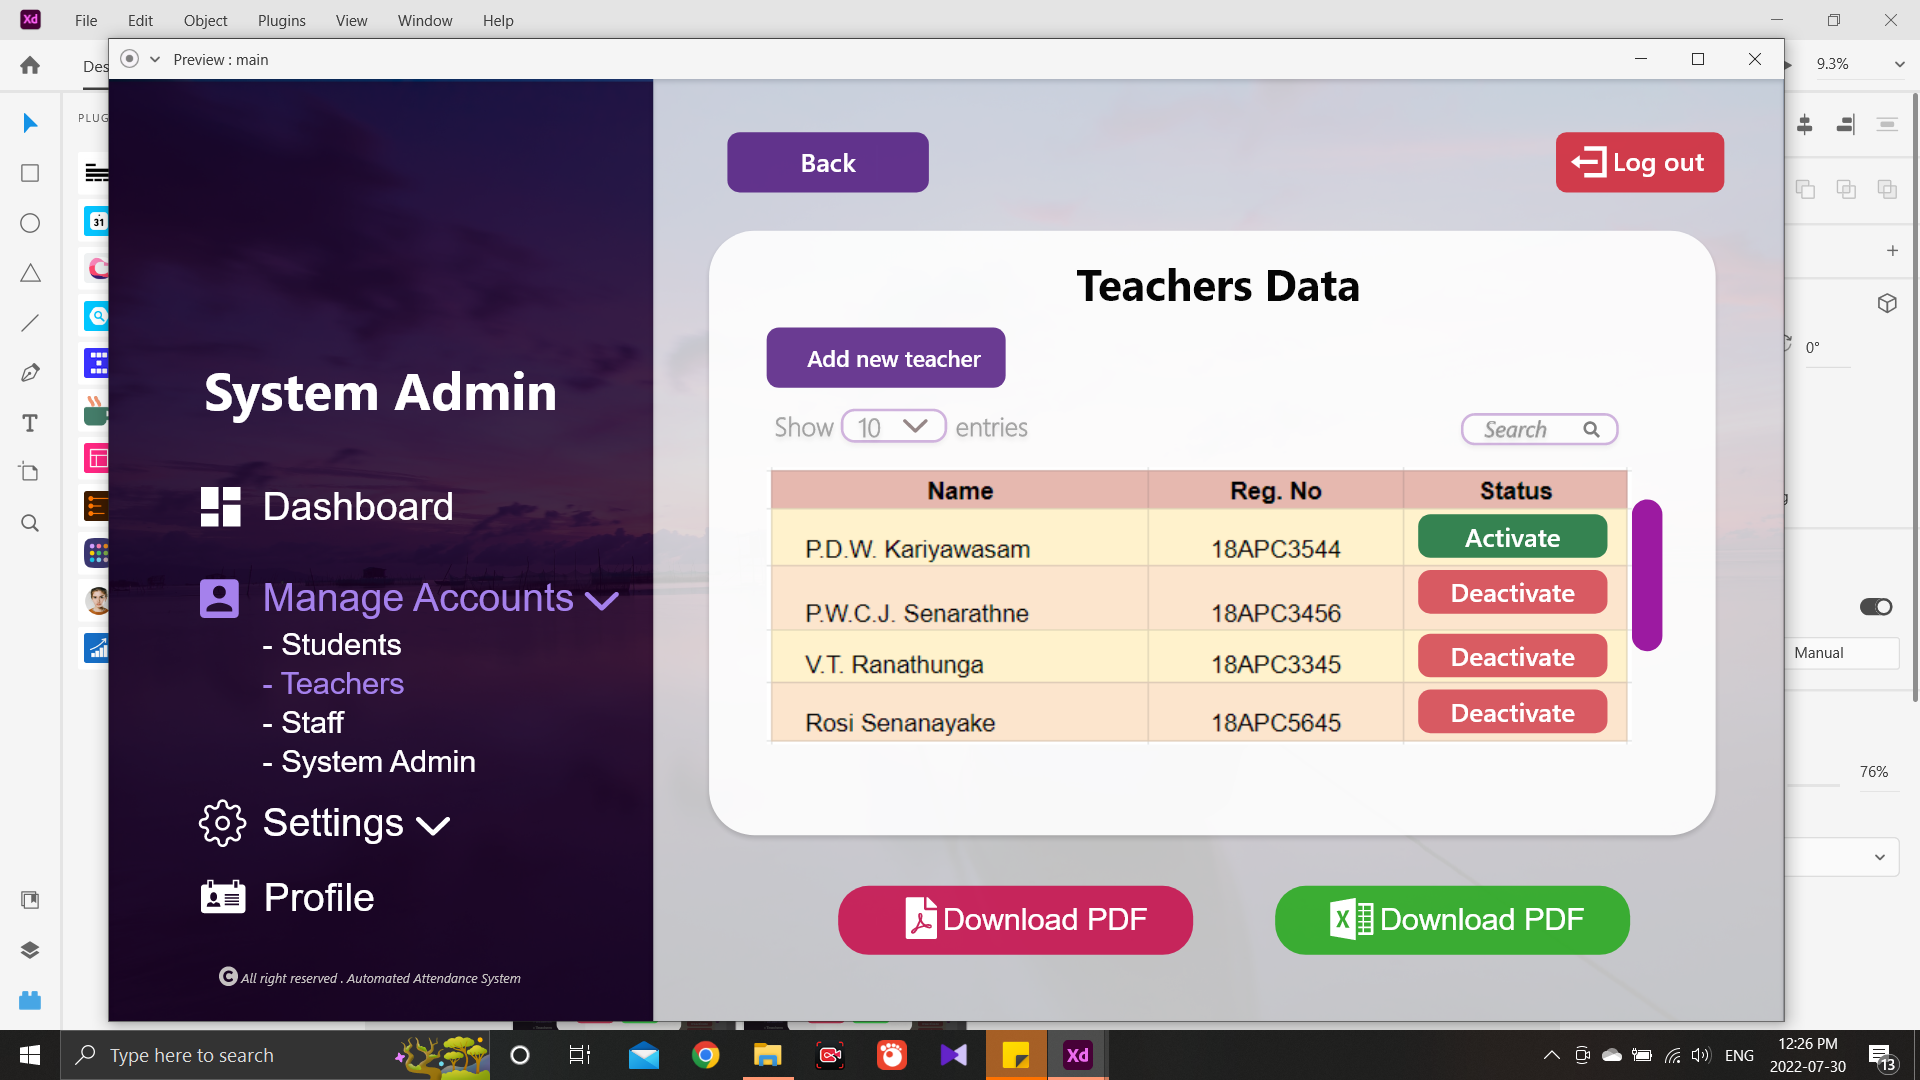 Xd File Edit Object Plugins View Window Help
Preview : main
Des
9.3%
PLUG
31
Back
Log out
Teachers Data
Add new teacher
0°
System Admin
Show 10 entries
Search
Name Reg. No Status
Dashboard
P.D.W. Kariyawasam 18APC3544 Activate
Manage Accounts
P.W.C.J. Senarathne 18APC3456 Deactivate
- Students
V.T. Ranathunga 18APC3345 Deactivate
Manual
- Teachers
- Staff
Rosi Senanayake 18APC5645 Deactivate
- System Admin
76%
Settings
Profile
Download PDF
X Download PDF
C All right reserved . Automated Attendance System
Type here to search
Xd
ENG
12:26 PM
2022-07-30
13